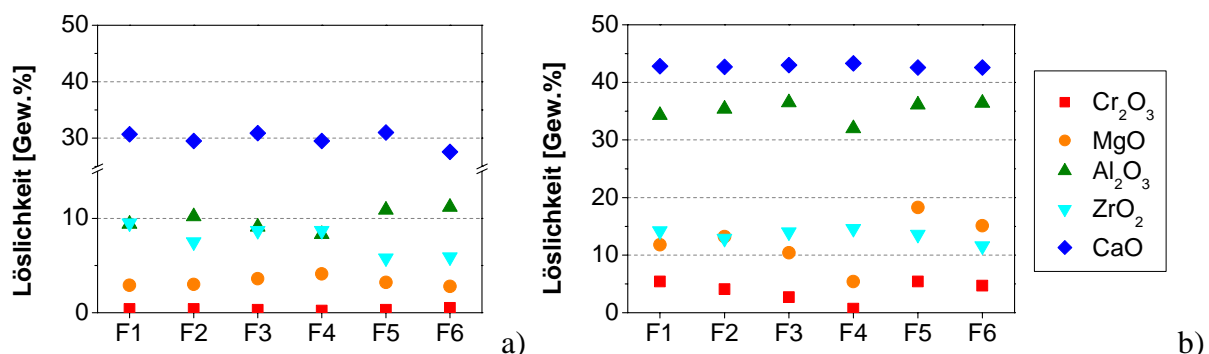 50
40
30
10
0
Löslichkeit [Gew.%]
F1 F2 F3 F4 F5 F6
a)
50
40
30
20
10
0
Löslichkeit [Gew.%]
F1 F2 F3 F4 F5 F6
Cr₂O₃
MgO
Al₂O₃
ZrO₂
CaO
b)